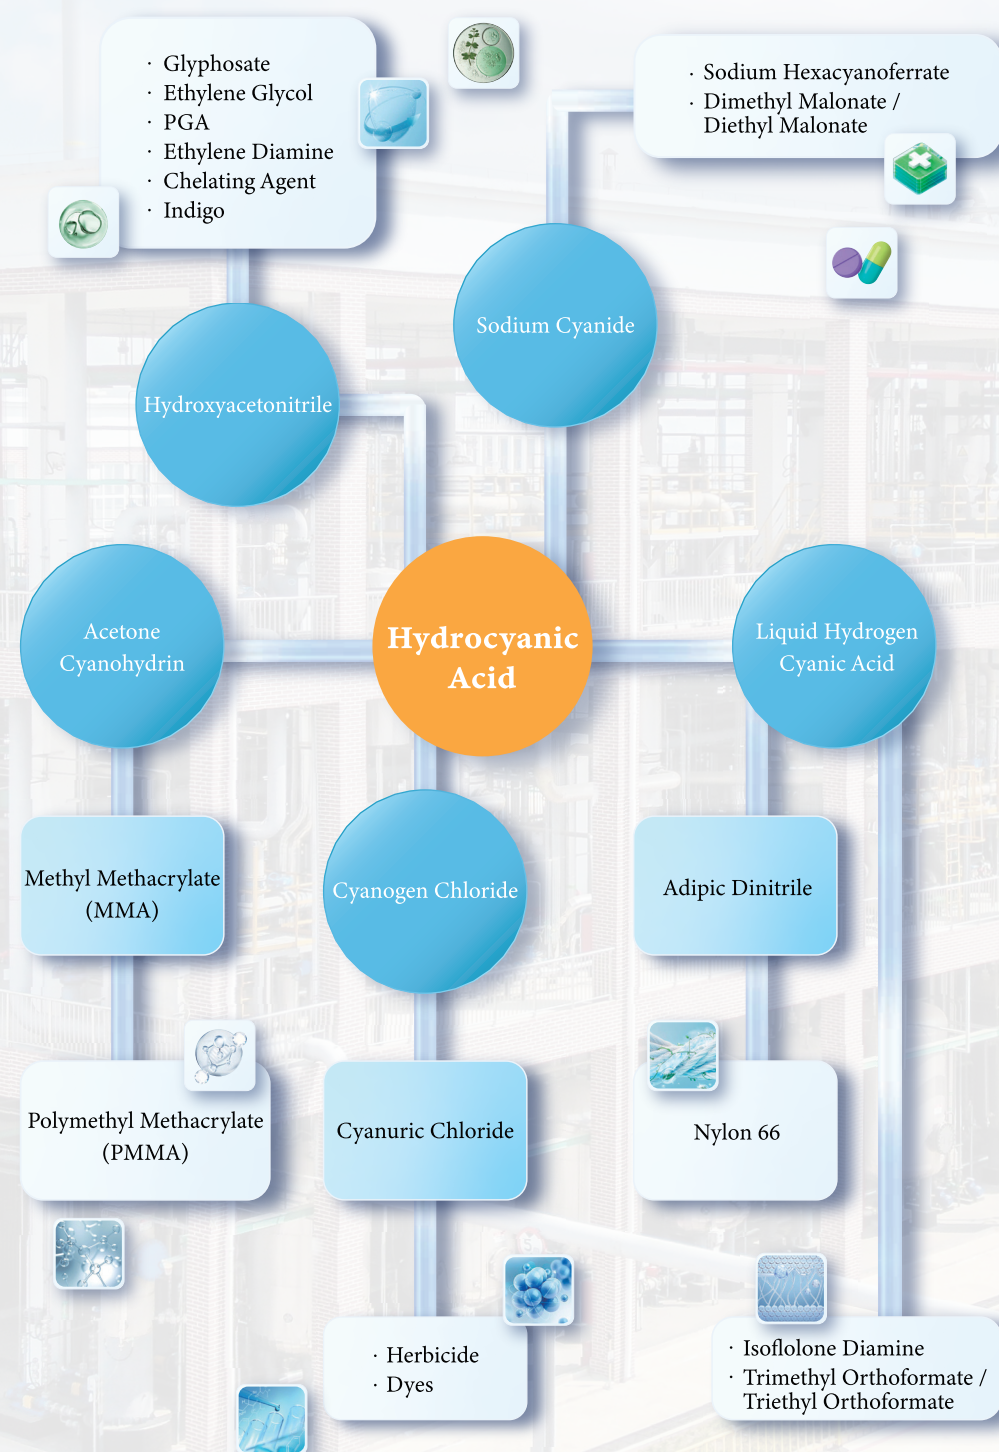 · Glyphosate
· Ethylene Glycol
· PGA
· Ethylene Diamine
· Chelating Agent
· Indigo
· Sodium Hexacyanoferrate
· Dimethyl Malonate /
Diethyl Malonate
Sodium Cyanide
Hydroxyacetonitrile
Acetone
Cyanohydrin
Hydrocyanic
Acid
Liquid Hydrogen
Cyanic Acid
Methyl Methacrylate
(MMA)
Cyanogen Chloride
Adipic Dinitrile
Polymethyl Methacrylate
(PMMA)
Cyanuric Chloride
Nylon 66
· Herbicide
· Dyes
· Isoflolone Diamine
· Trimethyl Orthoformate /
Triethyl Orthoformate